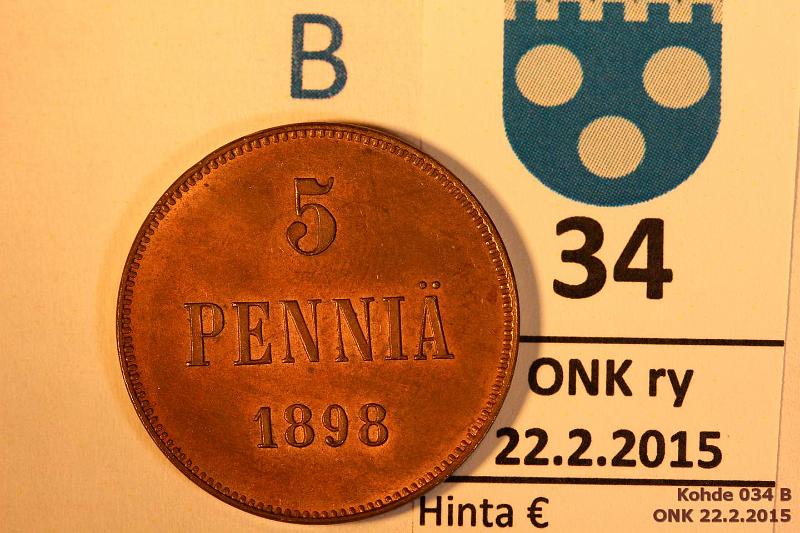 B
5
PENNIÄ
1898
34
ONK ry
22.2.2015
Hinta €
Kohde 034 B
ONK 22.2.2015